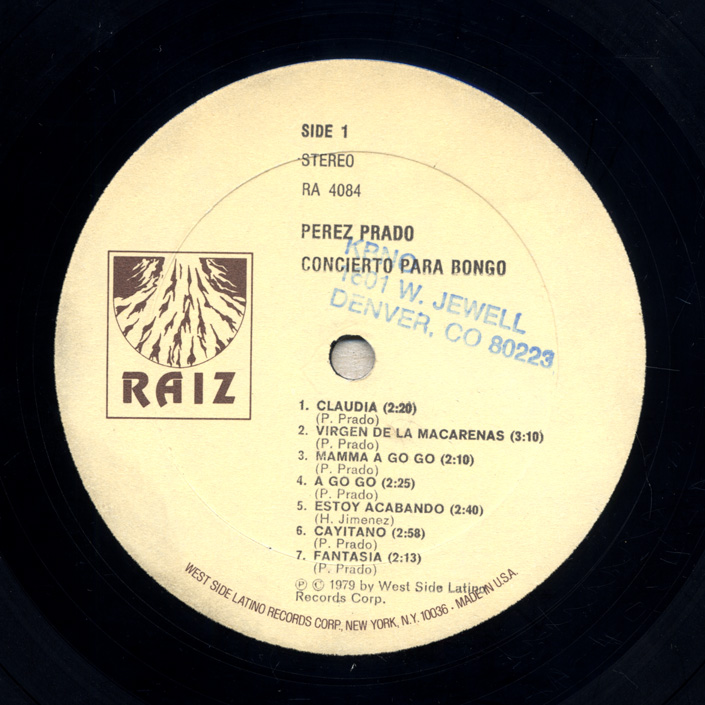 SIDE 1
STEREO
RA 4084
PEREZ PRADO
CONCIERTO PARA BONGO
KBNO
1601 W. JEWELL
DENVER, CO 80223
RAIZ
1. CLAUDIA (2:20)
(P. Prado)
2. VIRGEN DE LA MACARENAS (3:10)
(P. Prado)
3. MAMMA A GO GO (2:10)
(P. Prado)
4. A GO GO (2:25)
(P. Prado)
5. ESTOY ACABANDO (2:40)
(H. Jimenez)
6. CAYITANO (2:58)
(P. Prado)
7. FANTASIA (2:13)
(P. Prado)
℗ © 1979 by West Side Latino
Records Corp.
WEST SIDE LATINO RECORDS CORP., NEW YORK, N.Y. 10036 - MADE IN U.S.A.